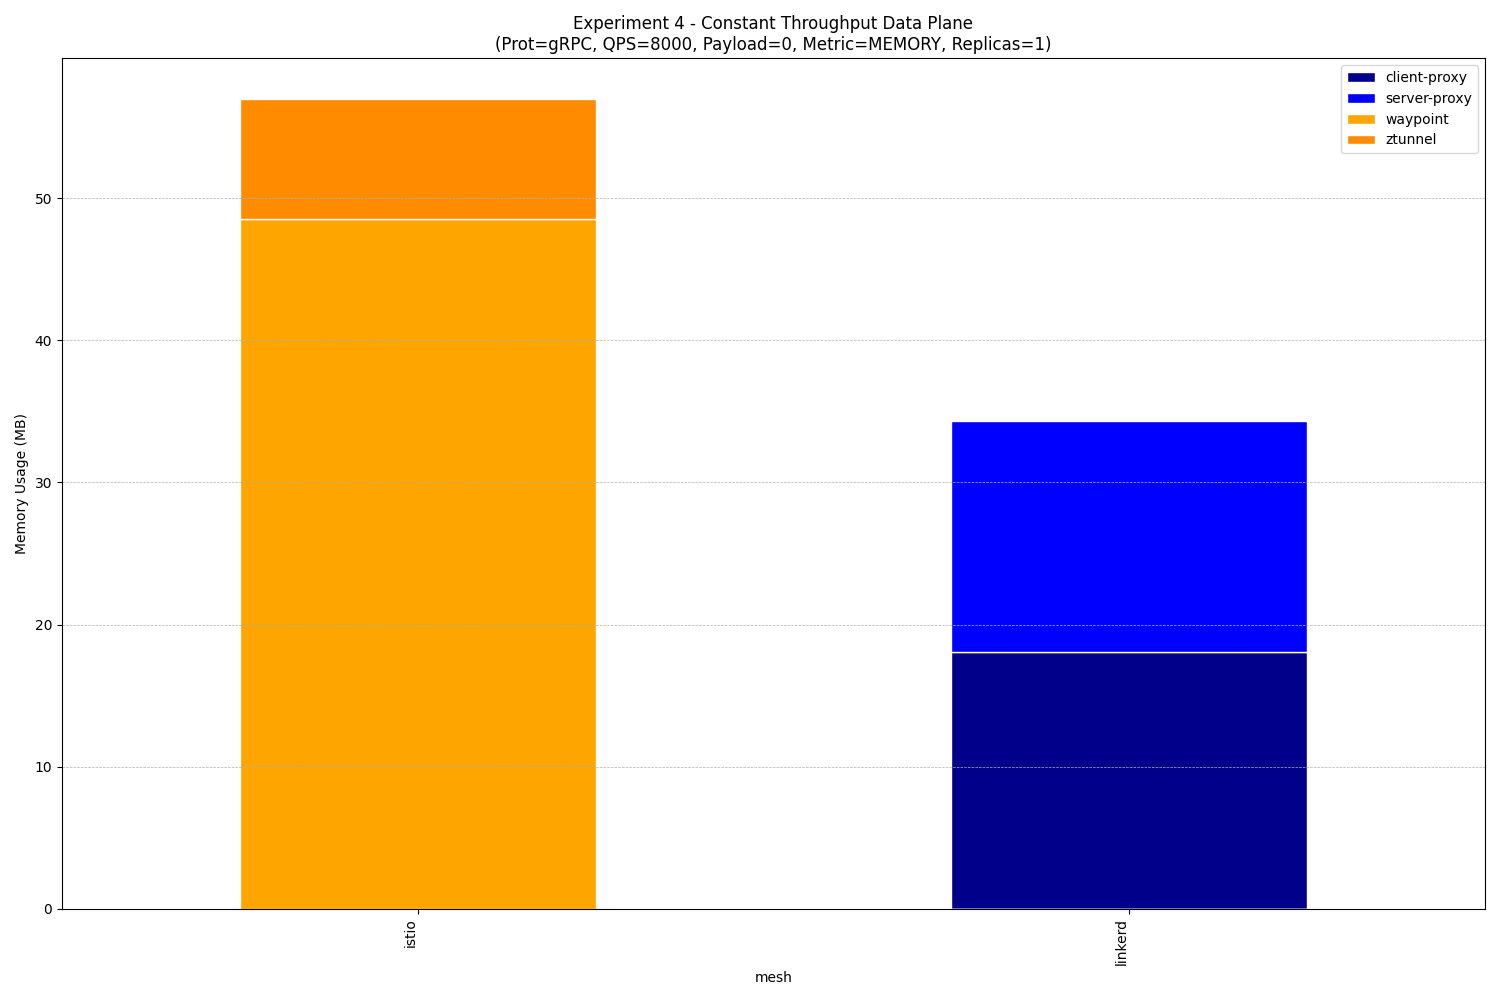 Experiment 4 - Constant Throughput Data Plane
(Prot=gRPC, QPS=8000, Payload=0, Metric=MEMORY, Replicas=1)
client-proxy
server-proxy
waypoint
ztunnel
50
40
30
20
10
0
Memory Usage (MB)
istio
linkerd
mesh